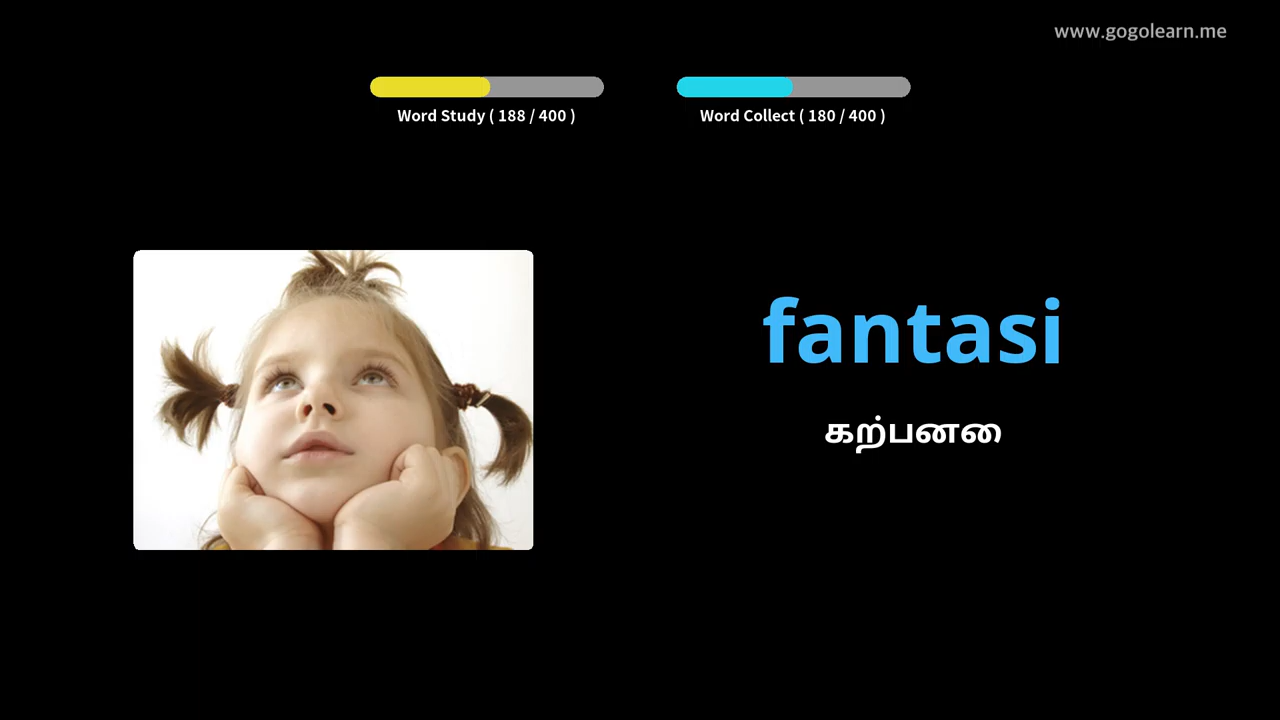 www.gogolearn.me
Word Study ( 188 / 400 )
Word Collect ( 180 / 400 )
fantasi
கற்பனை